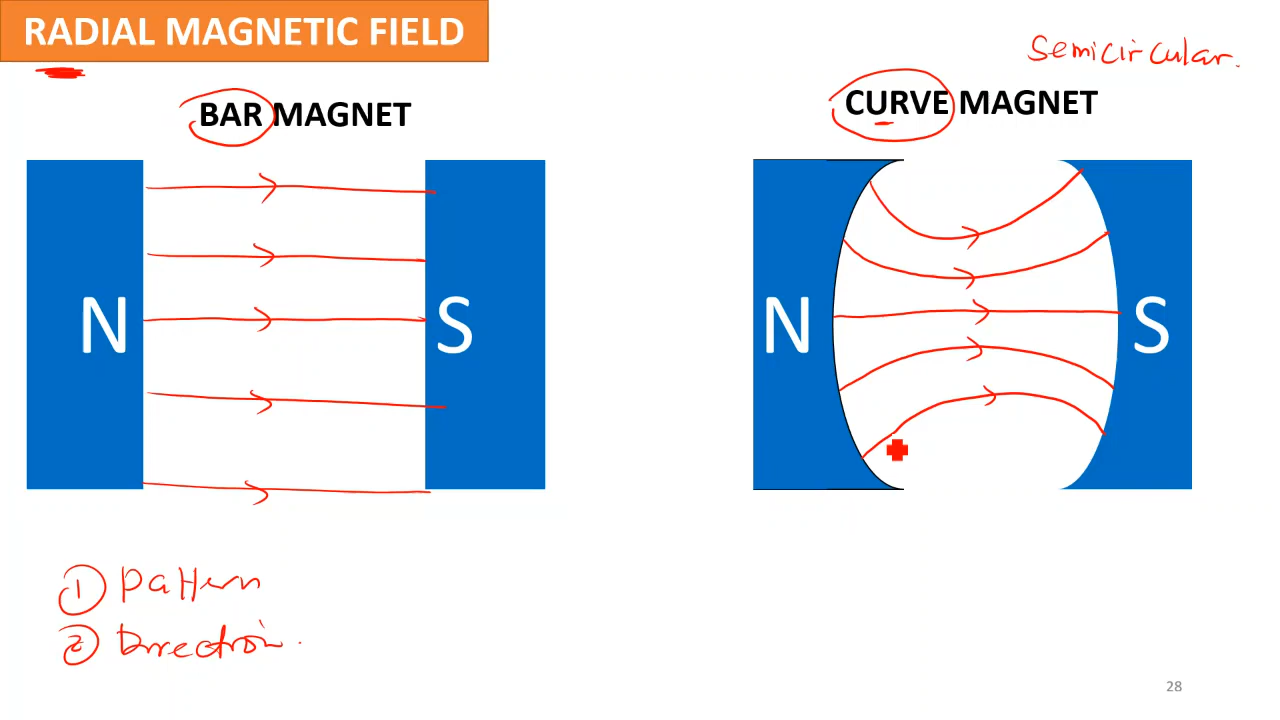 RADIAL MAGNETIC FIELD
Semicircular.
BAR MAGNET
CURVE MAGNET
N S
N S
① Pattern
② Direction.
28